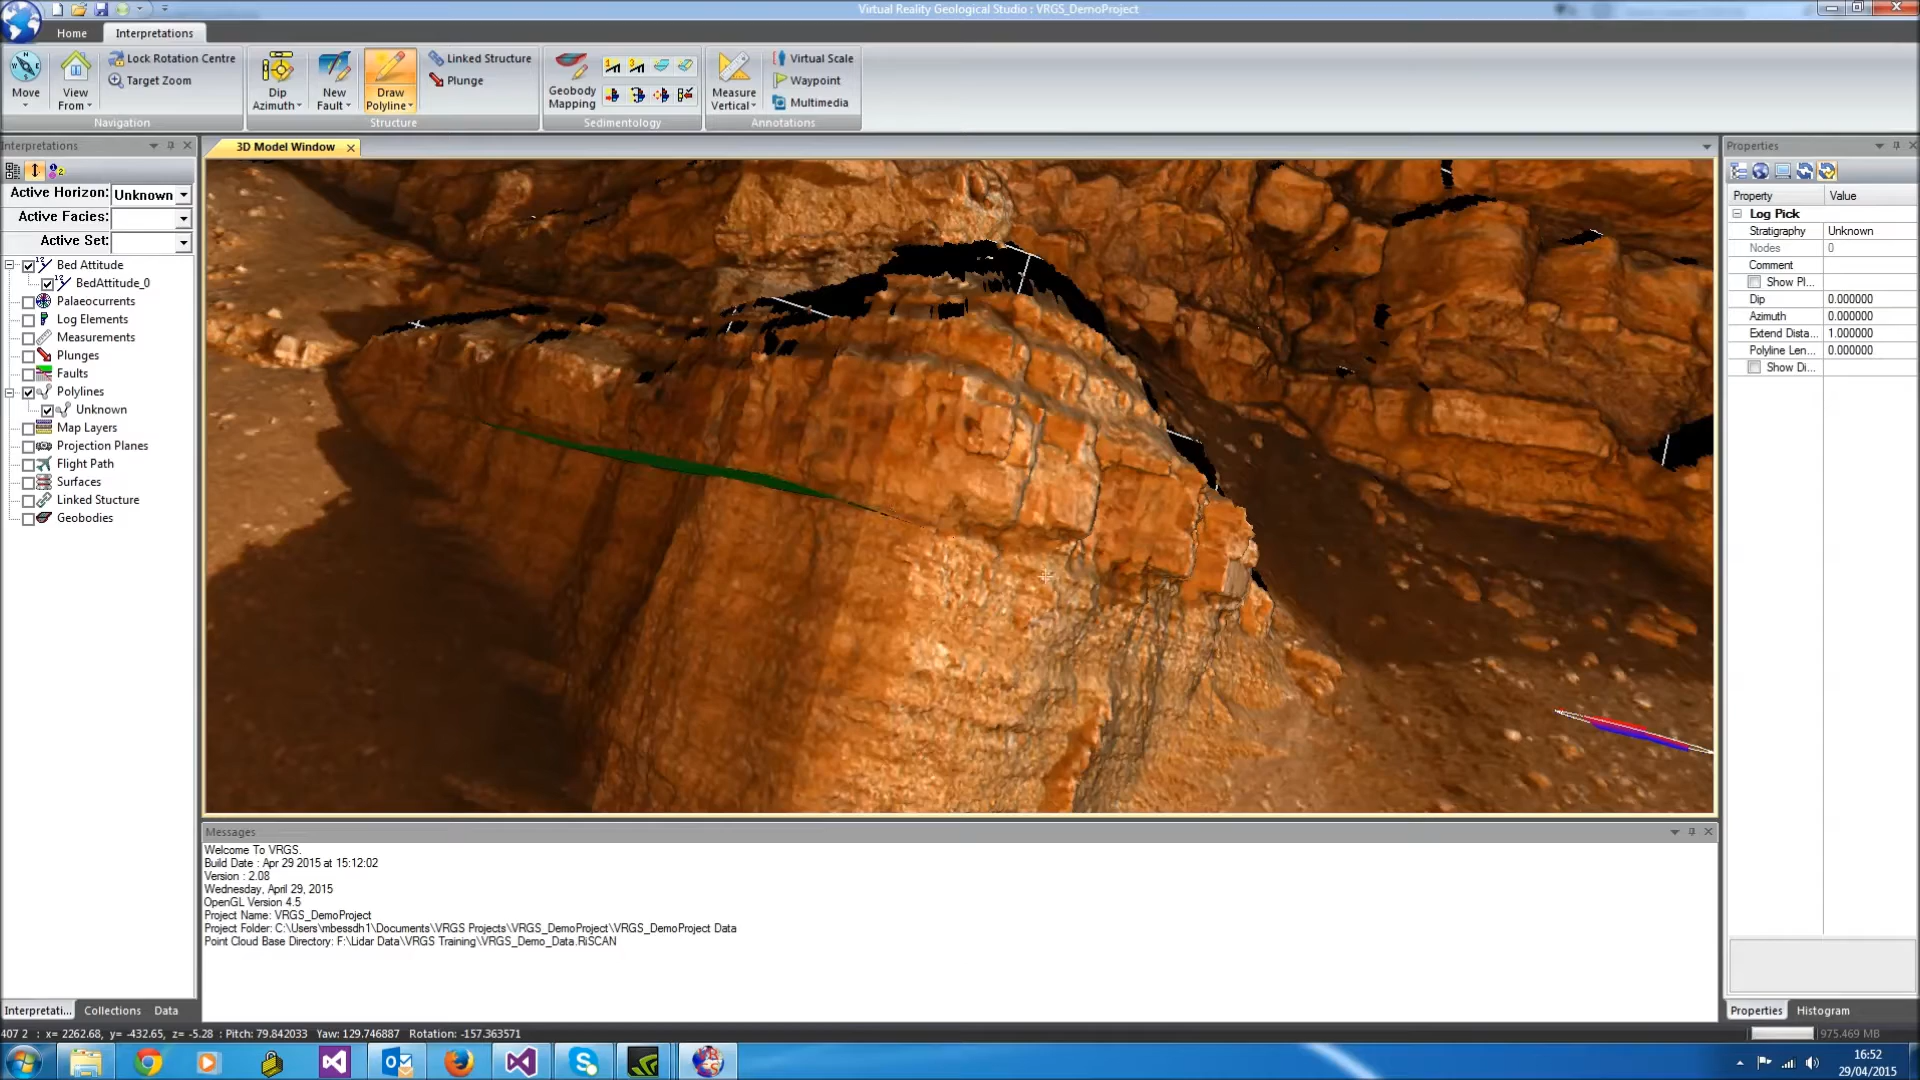 Virtual Reality Geological Studio : VRGS_DemoProject
Home
Interpretations
Move
View From
Lock Rotation Centre
Target Zoom
Navigation
Dip Azimuth
New Fault
Draw Polyline
Linked Structure
Plunge
Structure
Geobody Mapping
Sedimentology
Measure Vertical
Virtual Scale
Waypoint
Multimedia
Annotations
Interpretations
Active Horizon: Unknown
Active Facies:
Active Set:
Bed Attitude
BedAttitude_0
Palaeocurrents
Log Elements
Measurements
Plunges
Faults
Polylines
Unknown
Map Layers
Projection Planes
Flight Path
Surfaces
Linked Stucture
Geobodies
Interpretati...
Collections
Data
3D Model Window
Messages
Welcome To VRGS.
Build Date : Apr 29 2015 at 15:12:02
Version : 2.08
Wednesday, April 29, 2015
OpenGL Version 4.5
Project Name: VRGS_DemoProject
Project Folder: C:\Users\mbessdh1\Documents\VRGS Projects\VRGS_DemoProject\VRGS_DemoProject Data
Point Cloud Base Directory: F:\Lidar Data\VRGS Training\VRGS_Demo_Data.RiSCAN
Properties
Property Value
Log Pick
Stratigraphy Unknown
Nodes 0
Comment
Show Pl...
Dip 0.000000
Azimuth 0.000000
Extend Dista... 1.000000
Polyline Len... 0.000000
Show Di...
Properties
Histogram
407 2 : x= 2262.68, y= -432.65, z= -5.28 : Pitch: 79.842033 Yaw: 129.746887 Rotation: -157.363571
975.469 MB
16:52
29/04/2015